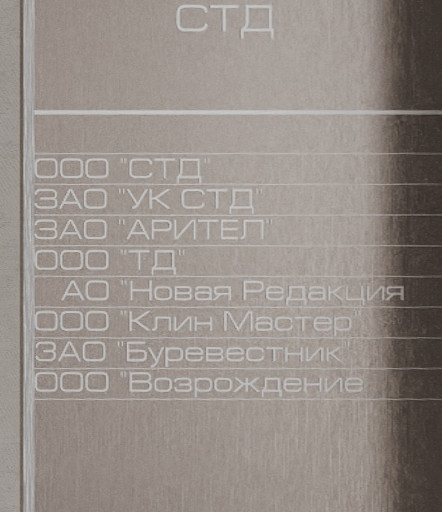 СТД
ООО "СТД"
ЗАО "УК СТД"
ЗАО "АРИТЕЛ"
ООО "ТД"
АО "Новая Редакция
ООО "Клин Мастер"
ЗАО "Буревестник"
ООО "Возрождение